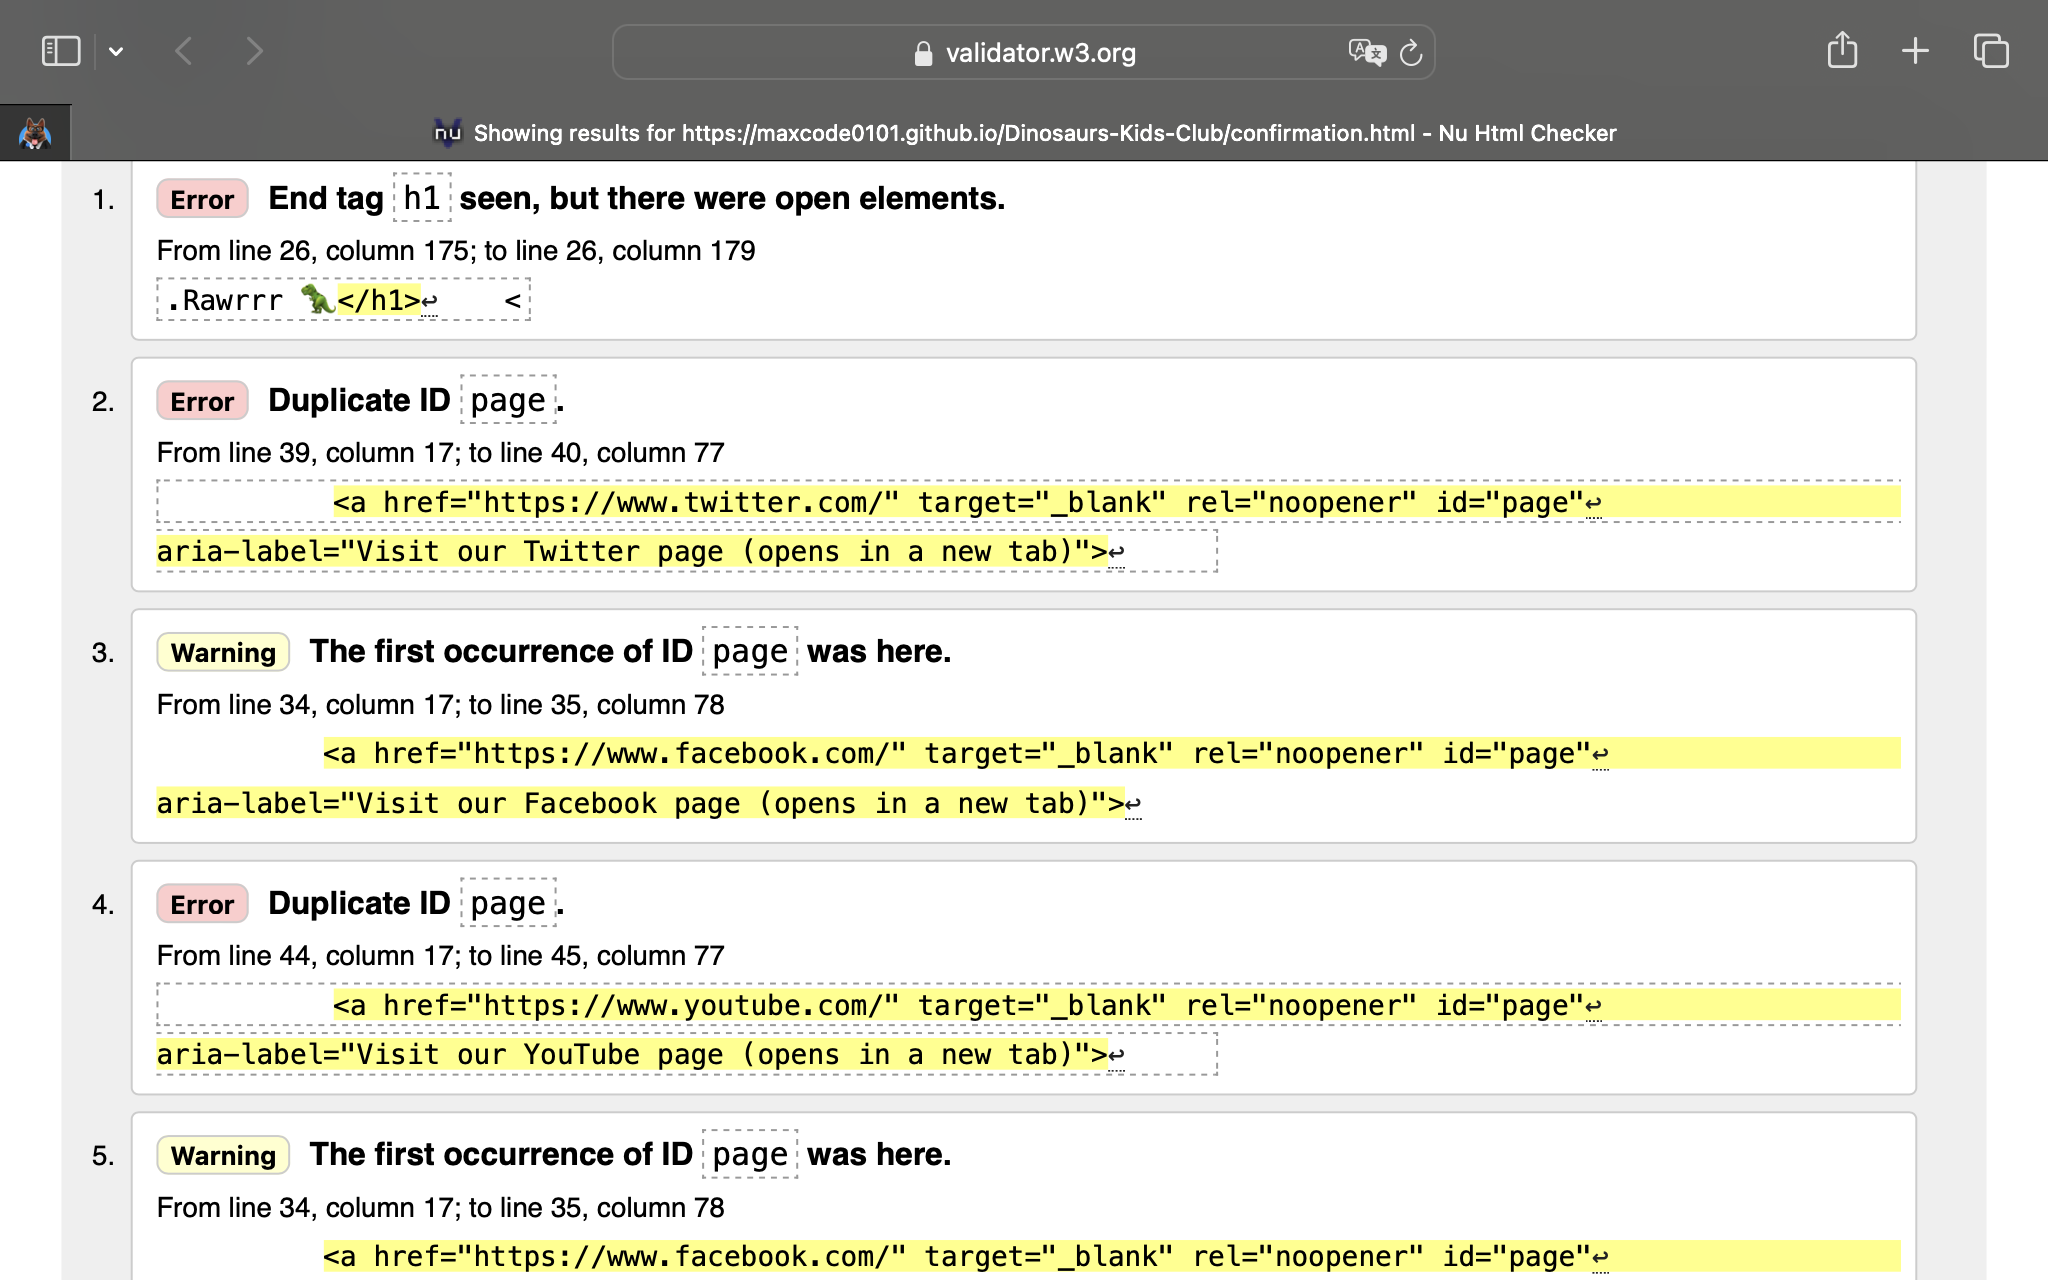 validator.w3.org
nu Showing results for https://maxcode0101.github.io/Dinosaurs-Kids-Club/confirmation.html - Nu Html Checker
1. Error End tag h1 seen, but there were open elements.
From line 26, column 175; to line 26, column 179
.Rawrrr 🦖</h1>↩ <
2. Error Duplicate ID page.
From line 39, column 17; to line 40, column 77
<a href="https://www.twitter.com/" target="_blank" rel="noopener" id="page"↩
aria-label="Visit our Twitter page (opens in a new tab)">↩
3. Warning The first occurrence of ID page was here.
From line 34, column 17; to line 35, column 78
<a href="https://www.facebook.com/" target="_blank" rel="noopener" id="page"↩
aria-label="Visit our Facebook page (opens in a new tab)">↩
4. Error Duplicate ID page.
From line 44, column 17; to line 45, column 77
<a href="https://www.youtube.com/" target="_blank" rel="noopener" id="page"↩
aria-label="Visit our YouTube page (opens in a new tab)">↩
5. Warning The first occurrence of ID page was here.
From line 34, column 17; to line 35, column 78
<a href="https://www.facebook.com/" target="_blank" rel="noopener" id="page"↩